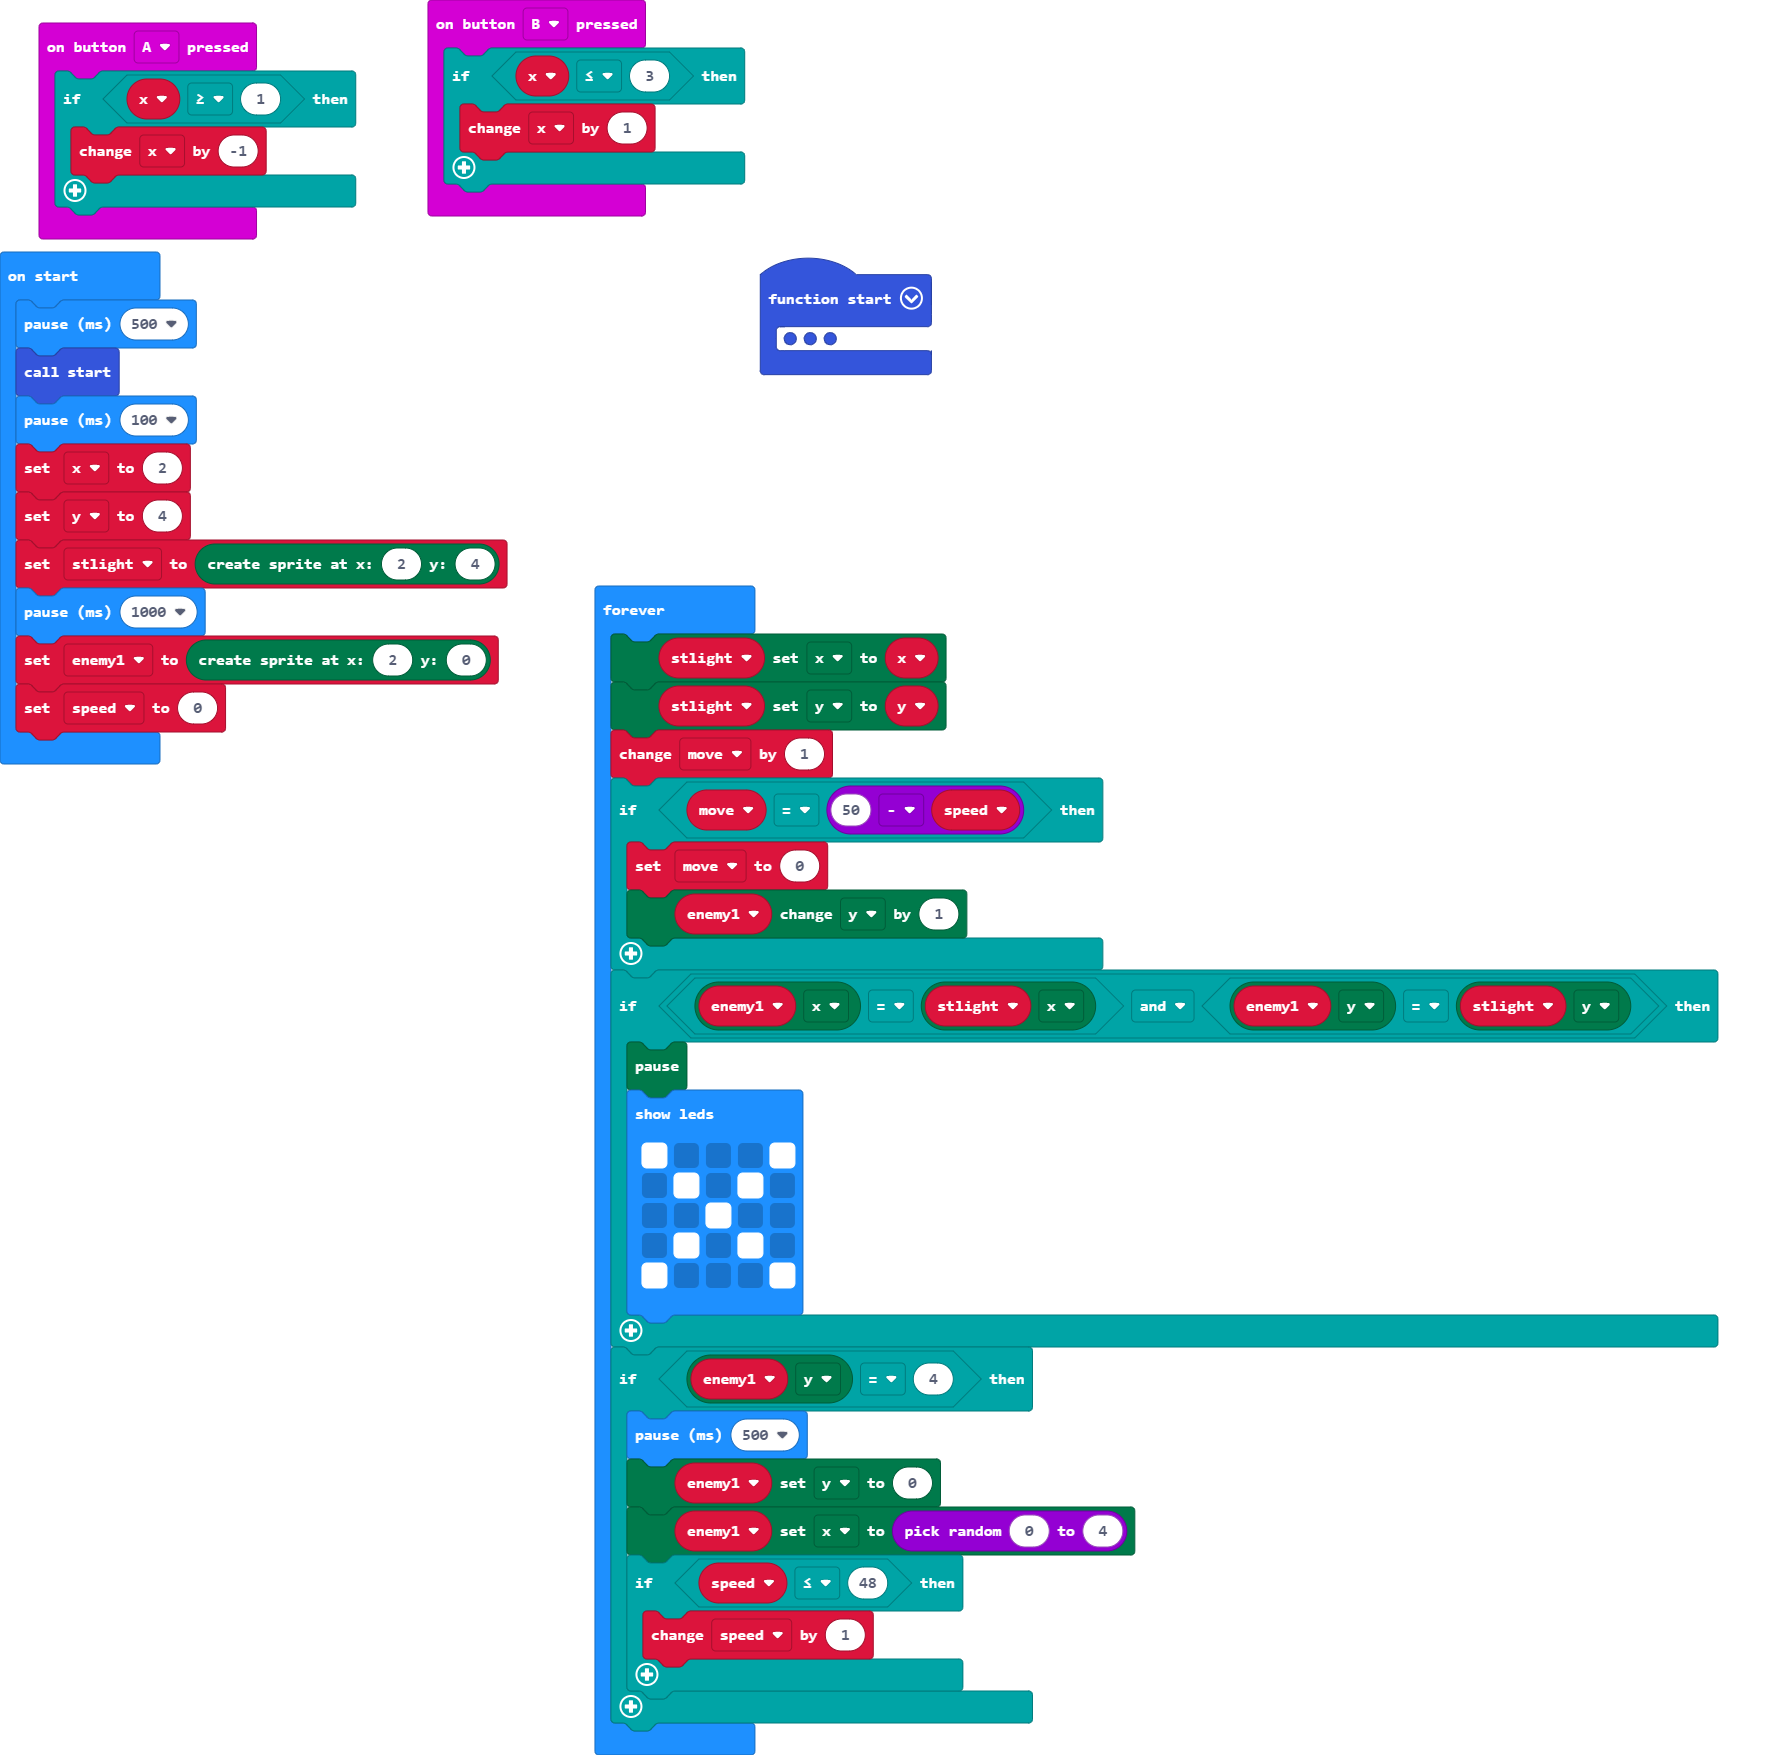 on button A pressed
if x ≥ 1 then
change x by -1
on button B pressed
if x ≤ 3 then
change x by 1
on start
pause (ms) 500
call start
pause (ms) 100
set x to 2
set y to 4
set stlight to create sprite at x: 2 y: 4
pause (ms) 1000
set enemy1 to create sprite at x: 2 y: 0
set speed to 0
function start
forever
stlight set x to x
stlight set y to y
change move by 1
if move = 50 - speed then
set move to 0
enemy1 change y by 1
if enemy1 x = stlight x and enemy1 y = stlight y then
pause
show leds
if enemy1 y = 4 then
pause (ms) 500
enemy1 set y to 0
enemy1 set x to pick random 0 to 4
if speed ≤ 48 then
change speed by 1